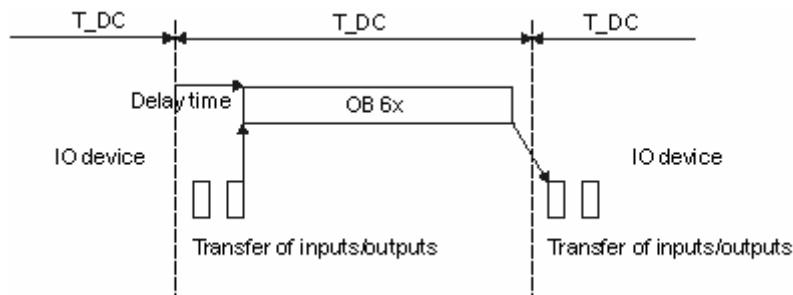 T_DC T_DC T_DC
Delay time
OB 6x
IO device IO device
Transfer of inputs/outputs Transfer of inputs/outputs